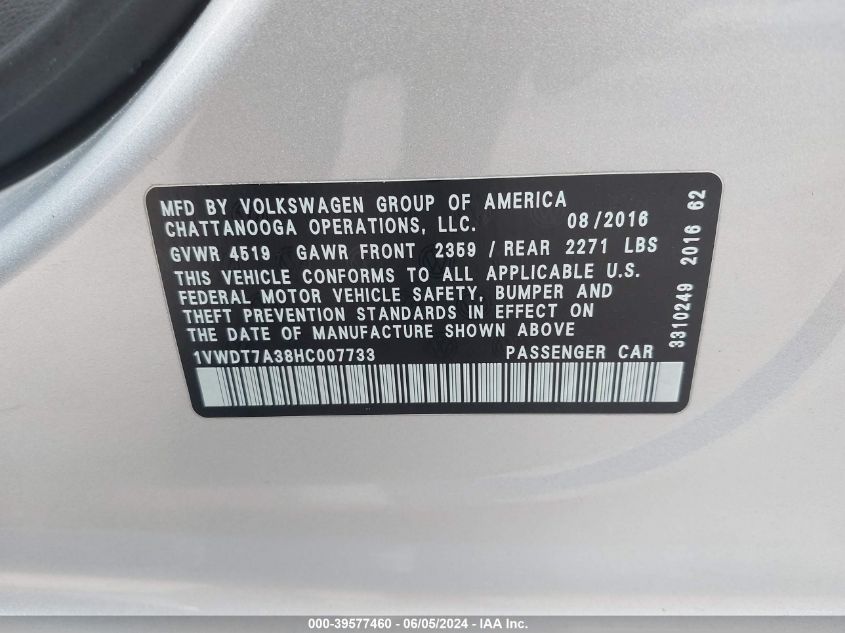 MFD BY VOLKSWAGEN GROUP OF AMERICA
CHATTANOOGA OPERATIONS, LLC. 08/2016
GVWR 4519 GAWR FRONT 2359 / REAR 2271 LBS
THIS VEHICLE CONFORMS TO ALL APPLICABLE U.S.
FEDERAL MOTOR VEHICLE SAFETY, BUMPER AND
THEFT PREVENTION STANDARDS IN EFFECT ON
THE DATE OF MANUFACTURE SHOWN ABOVE
1VWDT7A38HC007733 PASSENGER CAR
3310249 2016 62
000-39577460 - 06/05/2024 - IAA Inc.